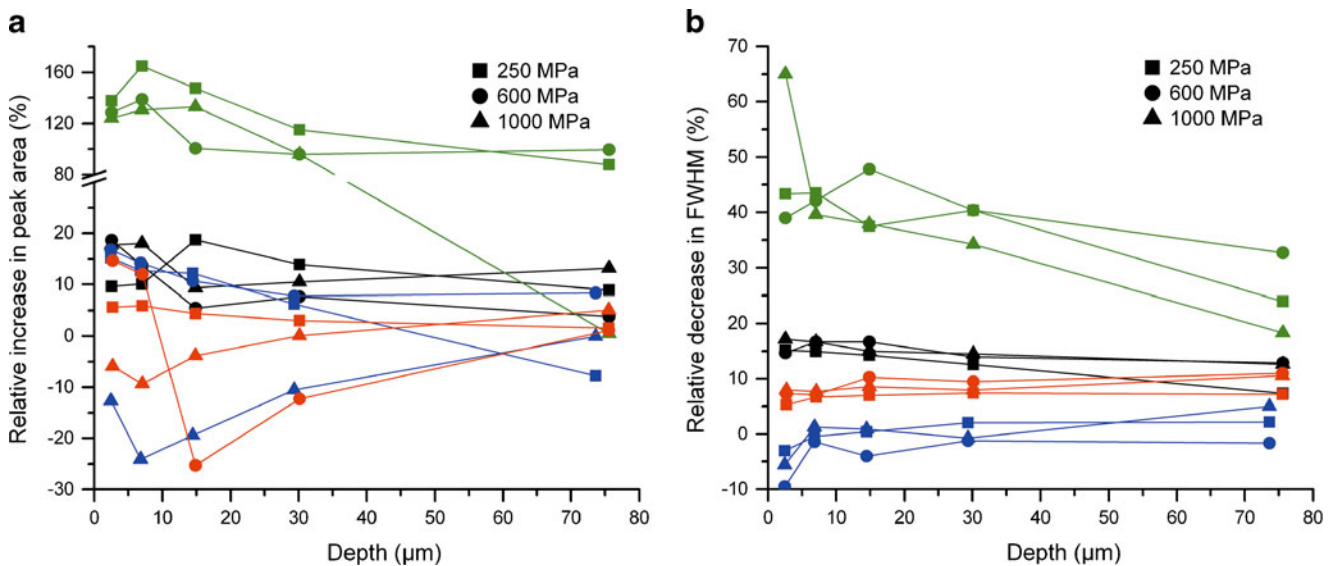 a
Relative increase in peak area (%)
160
120
80
20
10
0
-10
-20
-30
250 MPa
600 MPa
1000 MPa
0 10 20 30 40 50 60 70 80
Depth (µm)
b
Relative decrease in FWHM (%)
70
60
50
40
30
20
10
0
-10
250 MPa
600 MPa
1000 MPa
0 10 20 30 40 50 60 70 80
Depth (µm)